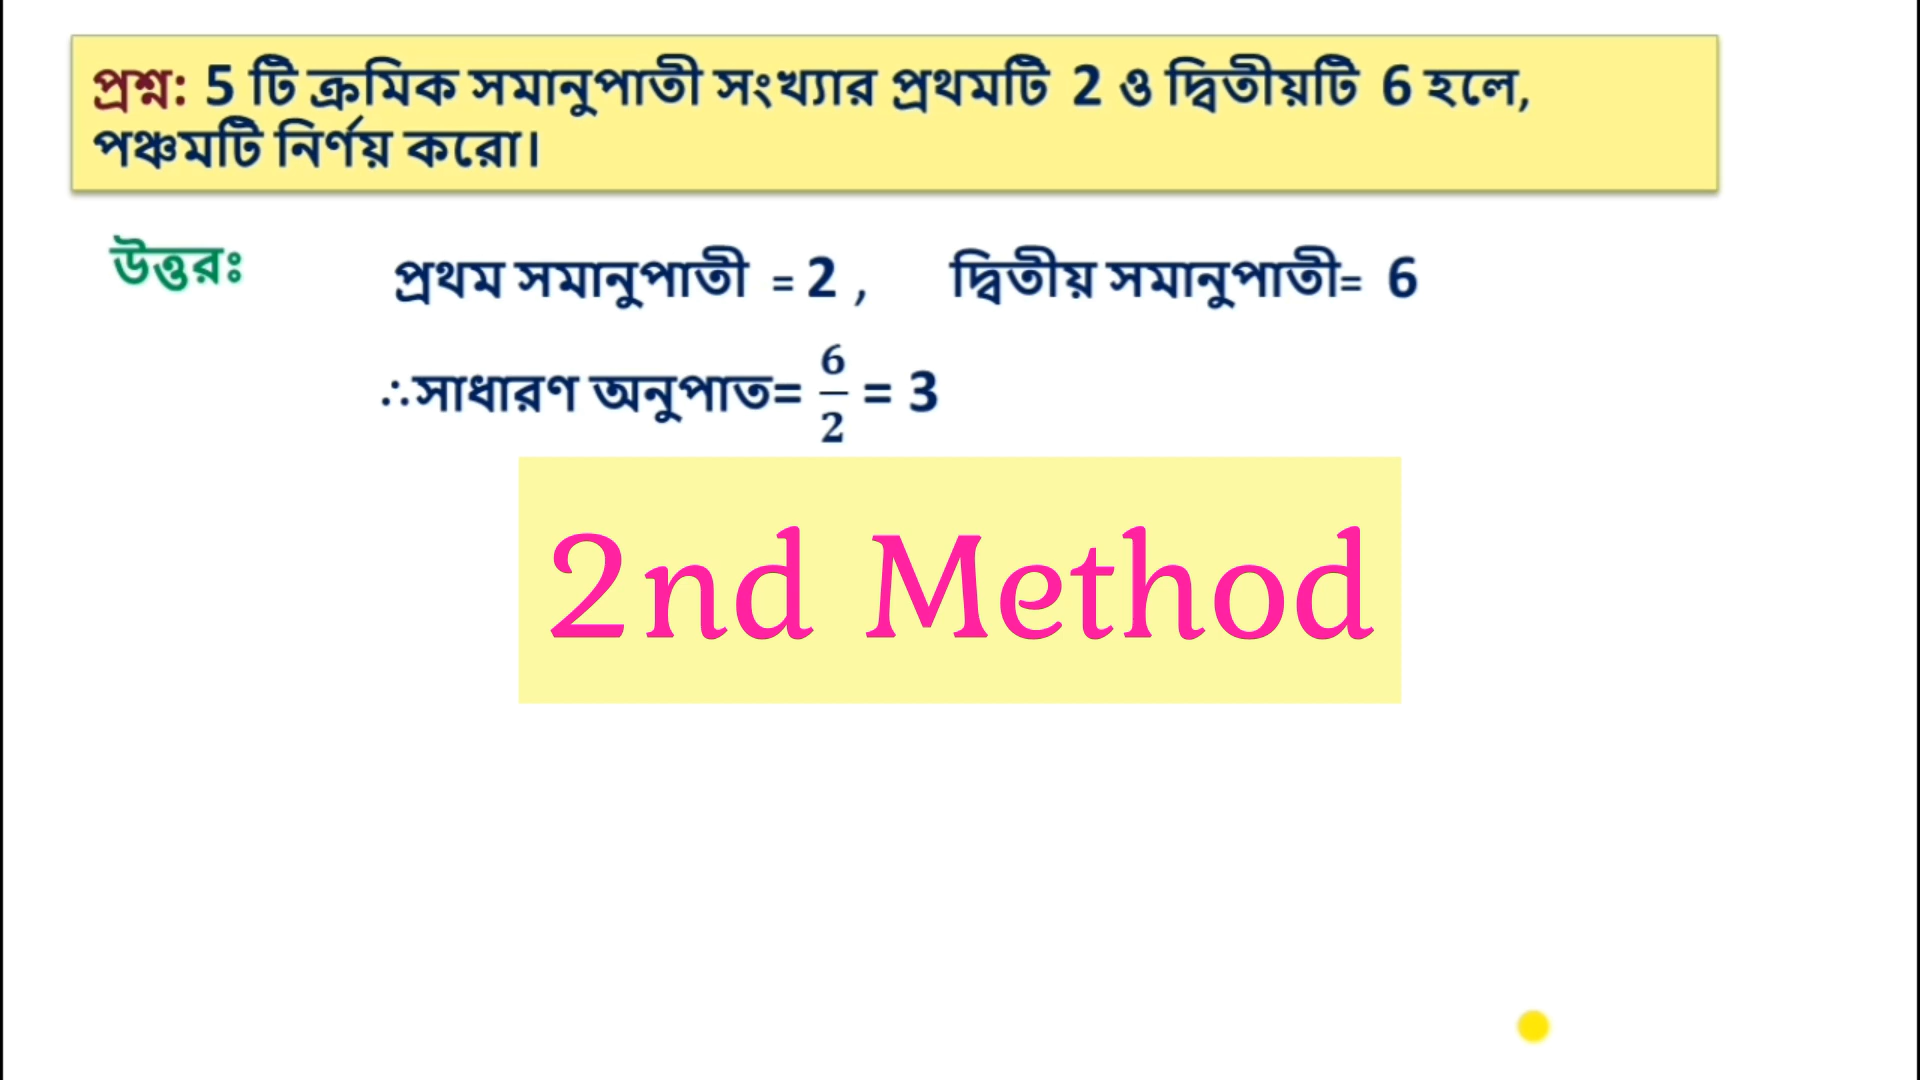 প্রশ্ন: 5 টি ক্রমিক সমানুপাতী সংখ্যার প্রথমটি 2 ও দ্বিতীয়টি 6 হলে,
পঞ্চমটি নির্ণয় করো।
উত্তরঃ প্রথম সমানুপাতী = 2 , দ্বিতীয় সমানুপাতী= 6
∴সাধারণ অনুপাত= 6/2 = 3
2nd Method